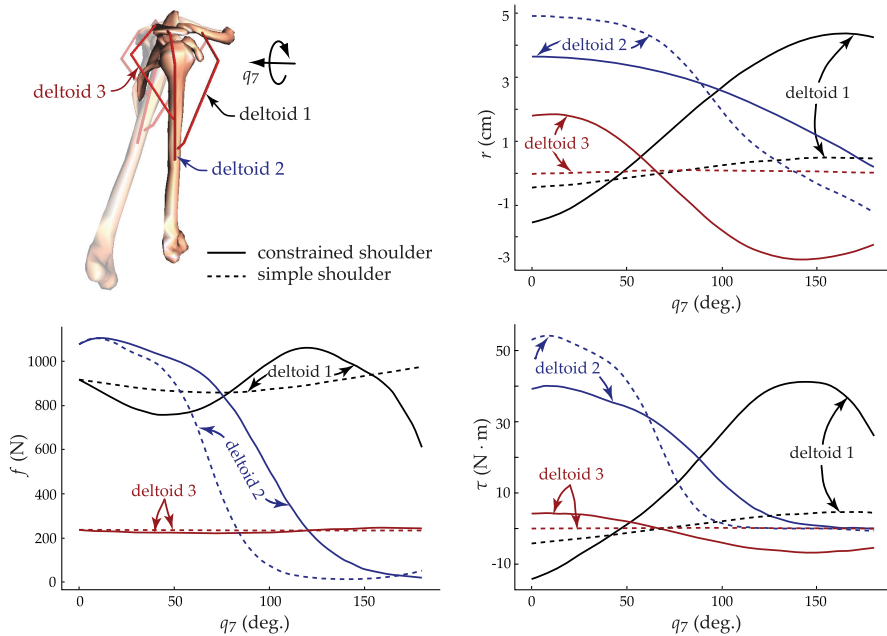 q7
deltoid 3
deltoid 1
deltoid 2
constrained shoulder
simple shoulder
5
3
1
-1
-3
r (cm)
deltoid 2
deltoid 1
deltoid 3
0
50
100
150
q7 (deg.)
1000
800
600
400
200
0
f (N)
deltoid 1
deltoid 2
deltoid 3
0
50
100
150
q7 (deg.)
50
30
10
-10
τ (N · m)
deltoid 2
deltoid 1
deltoid 3
0
50
100
150
q7 (deg.)